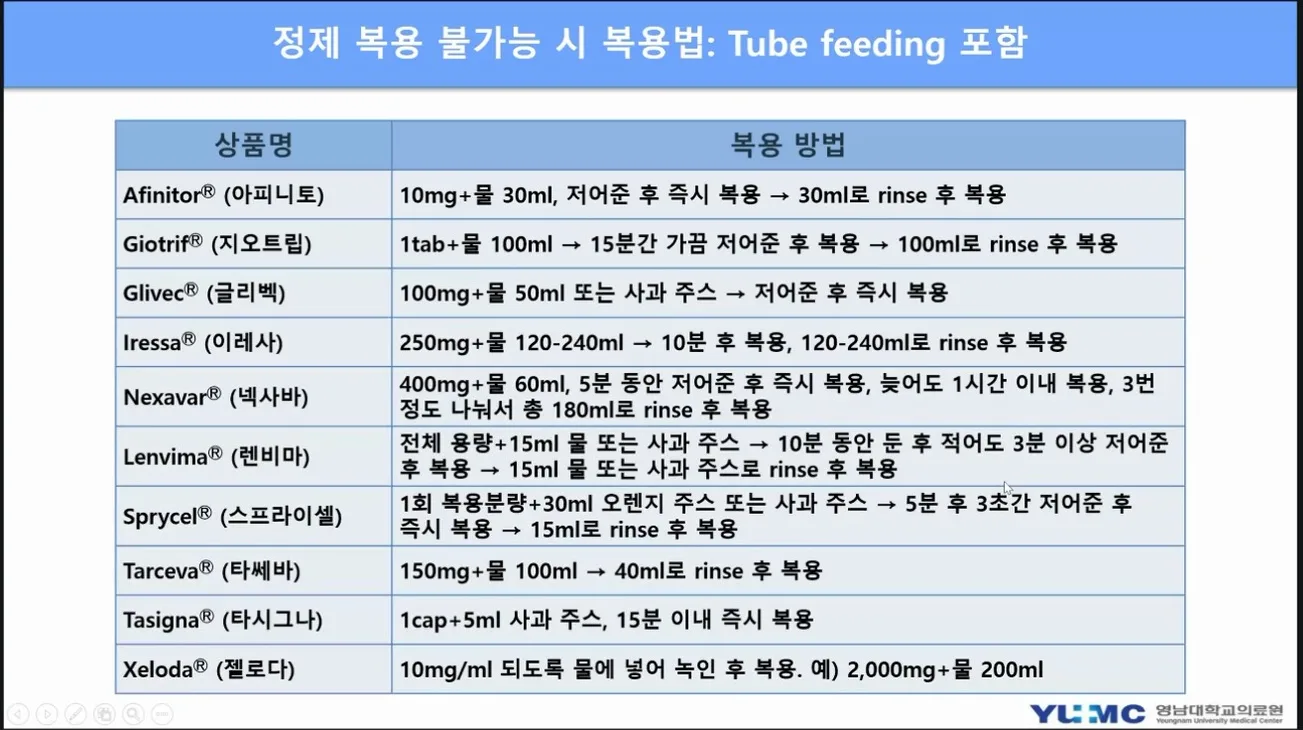 정제 복용 불가능 시 복용법: Tube feeding 포함
상품명 복용 방법
Afinitor® (아피니토) 10mg+물 30ml, 저어준 후 즉시 복용 → 30ml로 rinse 후 복용
Giotrif® (지오트립) 1tab+물 100ml → 15분간 가끔 저어준 후 복용 → 100ml로 rinse 후 복용
Glivec® (글리벡) 100mg+물 50ml 또는 사과 주스 → 저어준 후 즉시 복용
Iressa® (이레사) 250mg+물 120-240ml → 10분 후 복용, 120-240ml로 rinse 후 복용
Nexavar® (넥사바) 400mg+물 60ml, 5분 동안 저어준 후 즉시 복용, 늦어도 1시간 이내 복용, 3번
정도 나눠서 총 180ml로 rinse 후 복용
Lenvima® (렌비마) 전체 용량+15ml 물 또는 사과 주스 → 10분 동안 둔 후 적어도 3분 이상 저어준
후 복용 → 15ml 물 또는 사과 주스로 rinse 후 복용
Sprycel® (스프라이셀) 1회 복용분량+30ml 오렌지 주스 또는 사과 주스 → 5분 후 3초간 저어준 후
즉시 복용 → 15ml로 rinse 후 복용
Tarceva® (타쎄바) 150mg+물 100ml → 40ml로 rinse 후 복용
Tasigna® (타시그나) 1cap+5ml 사과 주스, 15분 이내 즉시 복용
Xeloda® (젤로다) 10mg/ml 되도록 물에 넣어 녹인 후 복용. 예) 2,000mg+물 200ml
YUMC 영남대학교의료원
Yeungnam University Medical Center